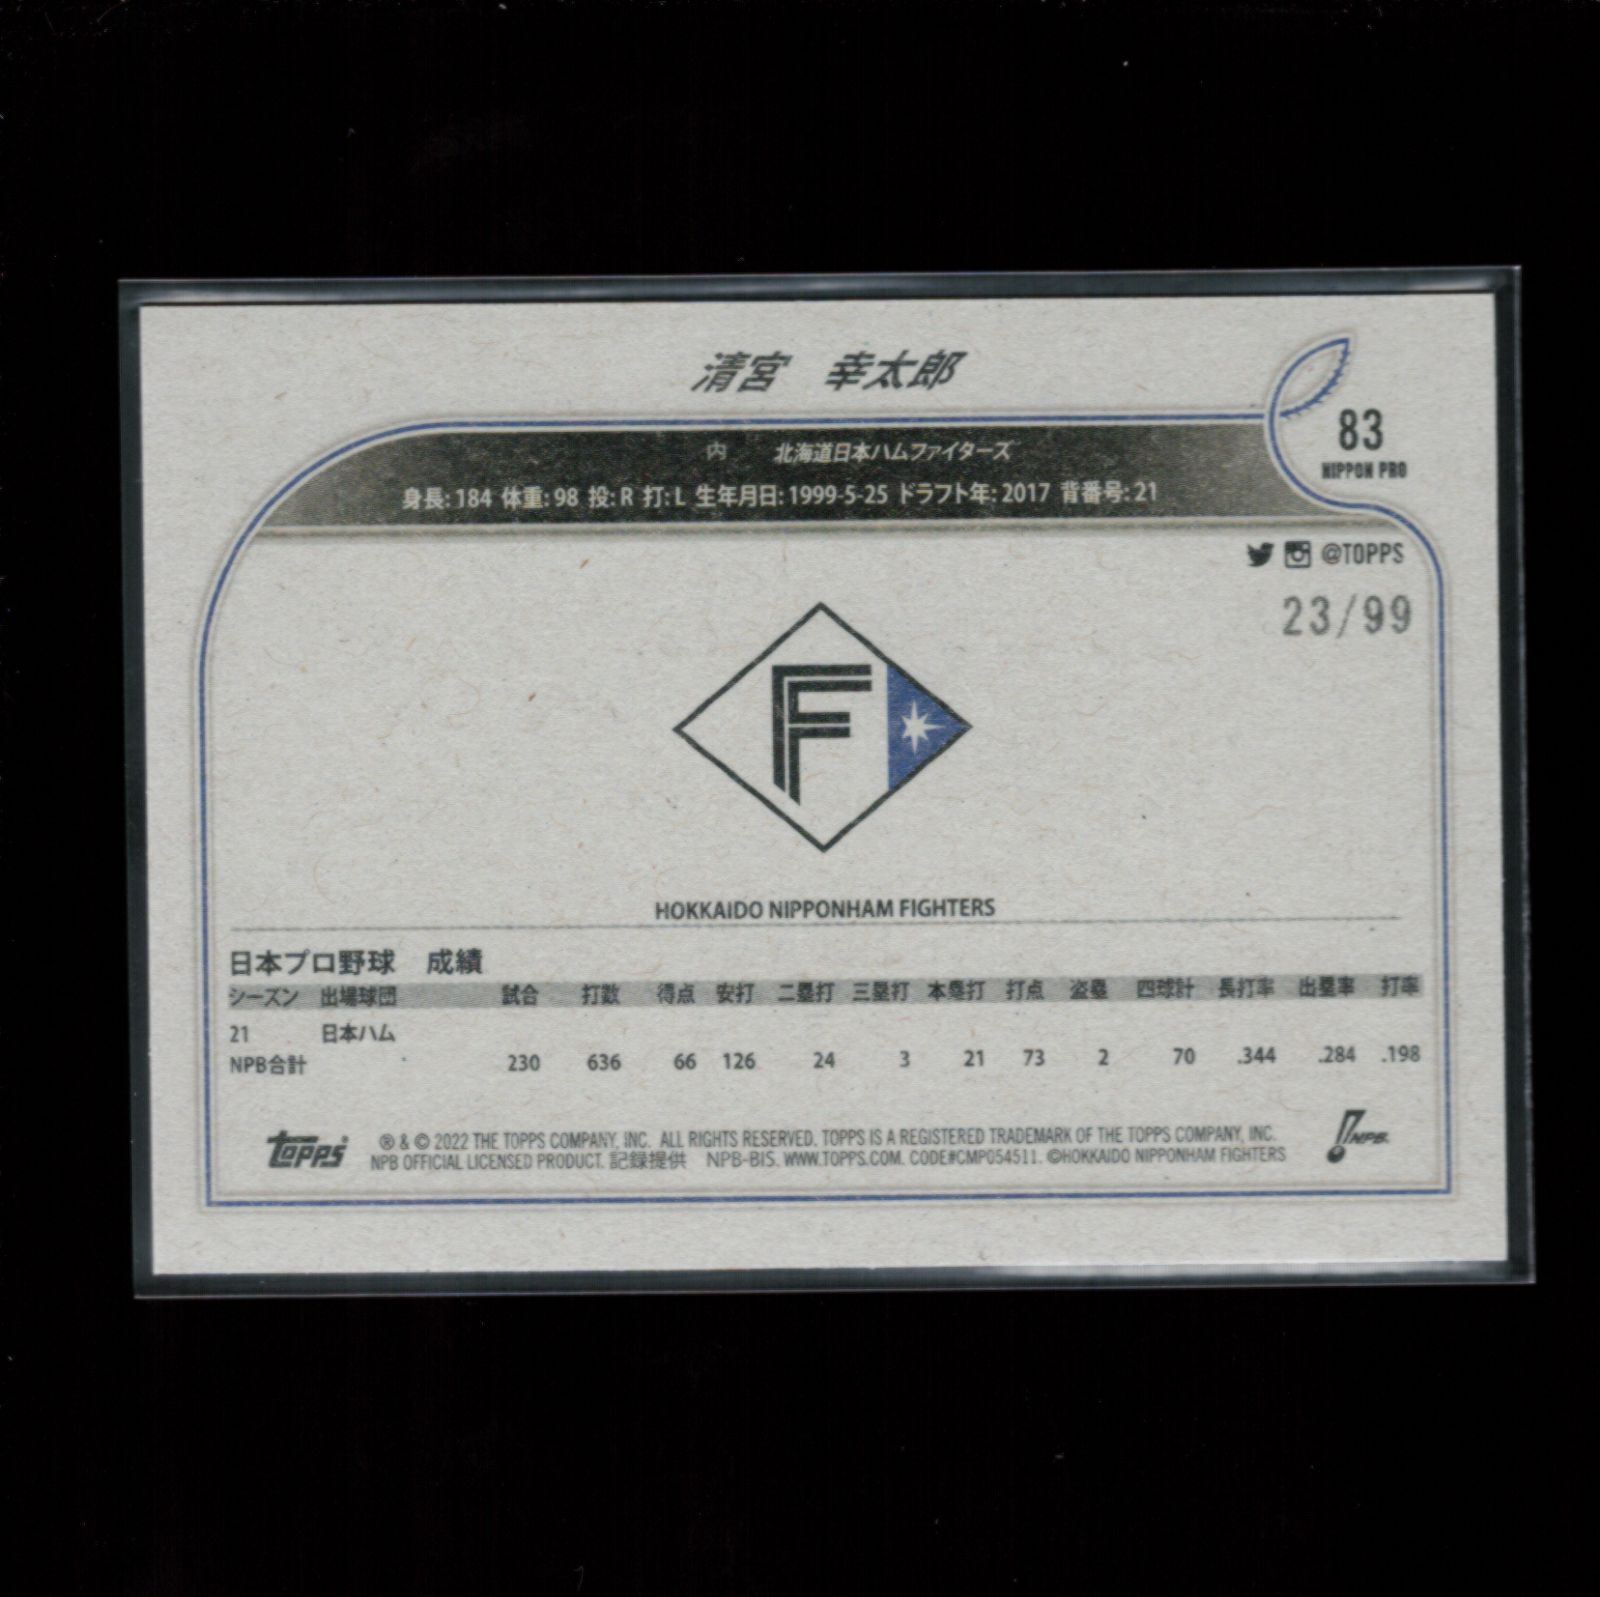 清宮　幸太郎
83
NIPPON PRO
内　北海道日本ハムファイターズ
身長: 184 体重: 98 投: R 打: L 生年月日: 1999-5-25 ドラフト年: 2017 背番号: 21
@TOPPS
23/99
F
HOKKAIDO NIPPONHAM FIGHTERS
日本プロ野球　成績
シーズン 出場球団 試合 打数 得点 安打 二塁打 三塁打 本塁打 打点 盗塁 四球計 長打率 出塁率 打率
21 日本ハム
NPB合計 230 636 66 126 24 3 21 73 2 70 .344 .284 .198
topps
® & © 2022 THE TOPPS COMPANY, INC. ALL RIGHTS RESERVED. TOPPS IS A REGISTERED TRADEMARK OF THE TOPPS COMPANY, INC.
NPB OFFICIAL LICENSED PRODUCT. 記録提供 NPB-BIS. WWW.TOPPS.COM. CODE#CMP054511. ©HOKKAIDO NIPPONHAM FIGHTERS
NPB.